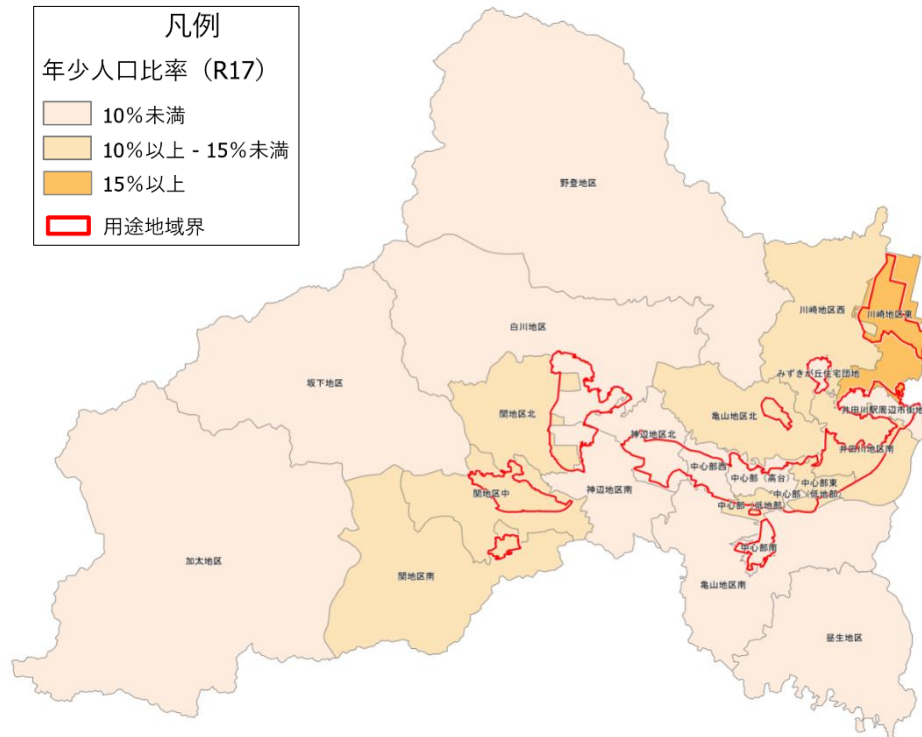 凡例
年少人口比率（R17）
10%未満
10%以上 - 15%未満
15%以上
用途地域界
野登地区
川崎地区西
川崎地区東
白川地区
みずきが丘住宅団地
坂下地区
井田川駅周辺市街地
関地区北
亀山地区北
神辺地区北
井田川地区南
中心部西
中心部（高台）
中心部東
関地区中
神辺地区南
中心部（低地部）
中心部（低地部）
中心部南
加太地区
関地区南
亀山地区南
昼生地区